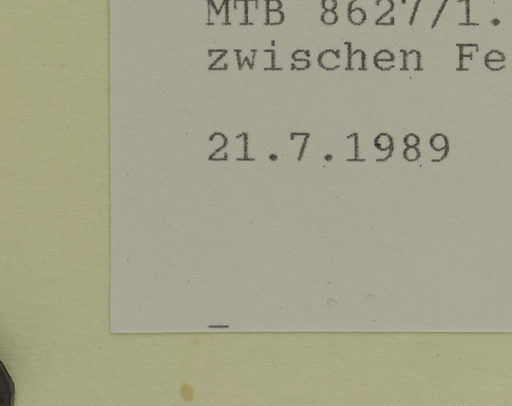 MTB 8627/1.
zwischen Fe
21.7.1989
_